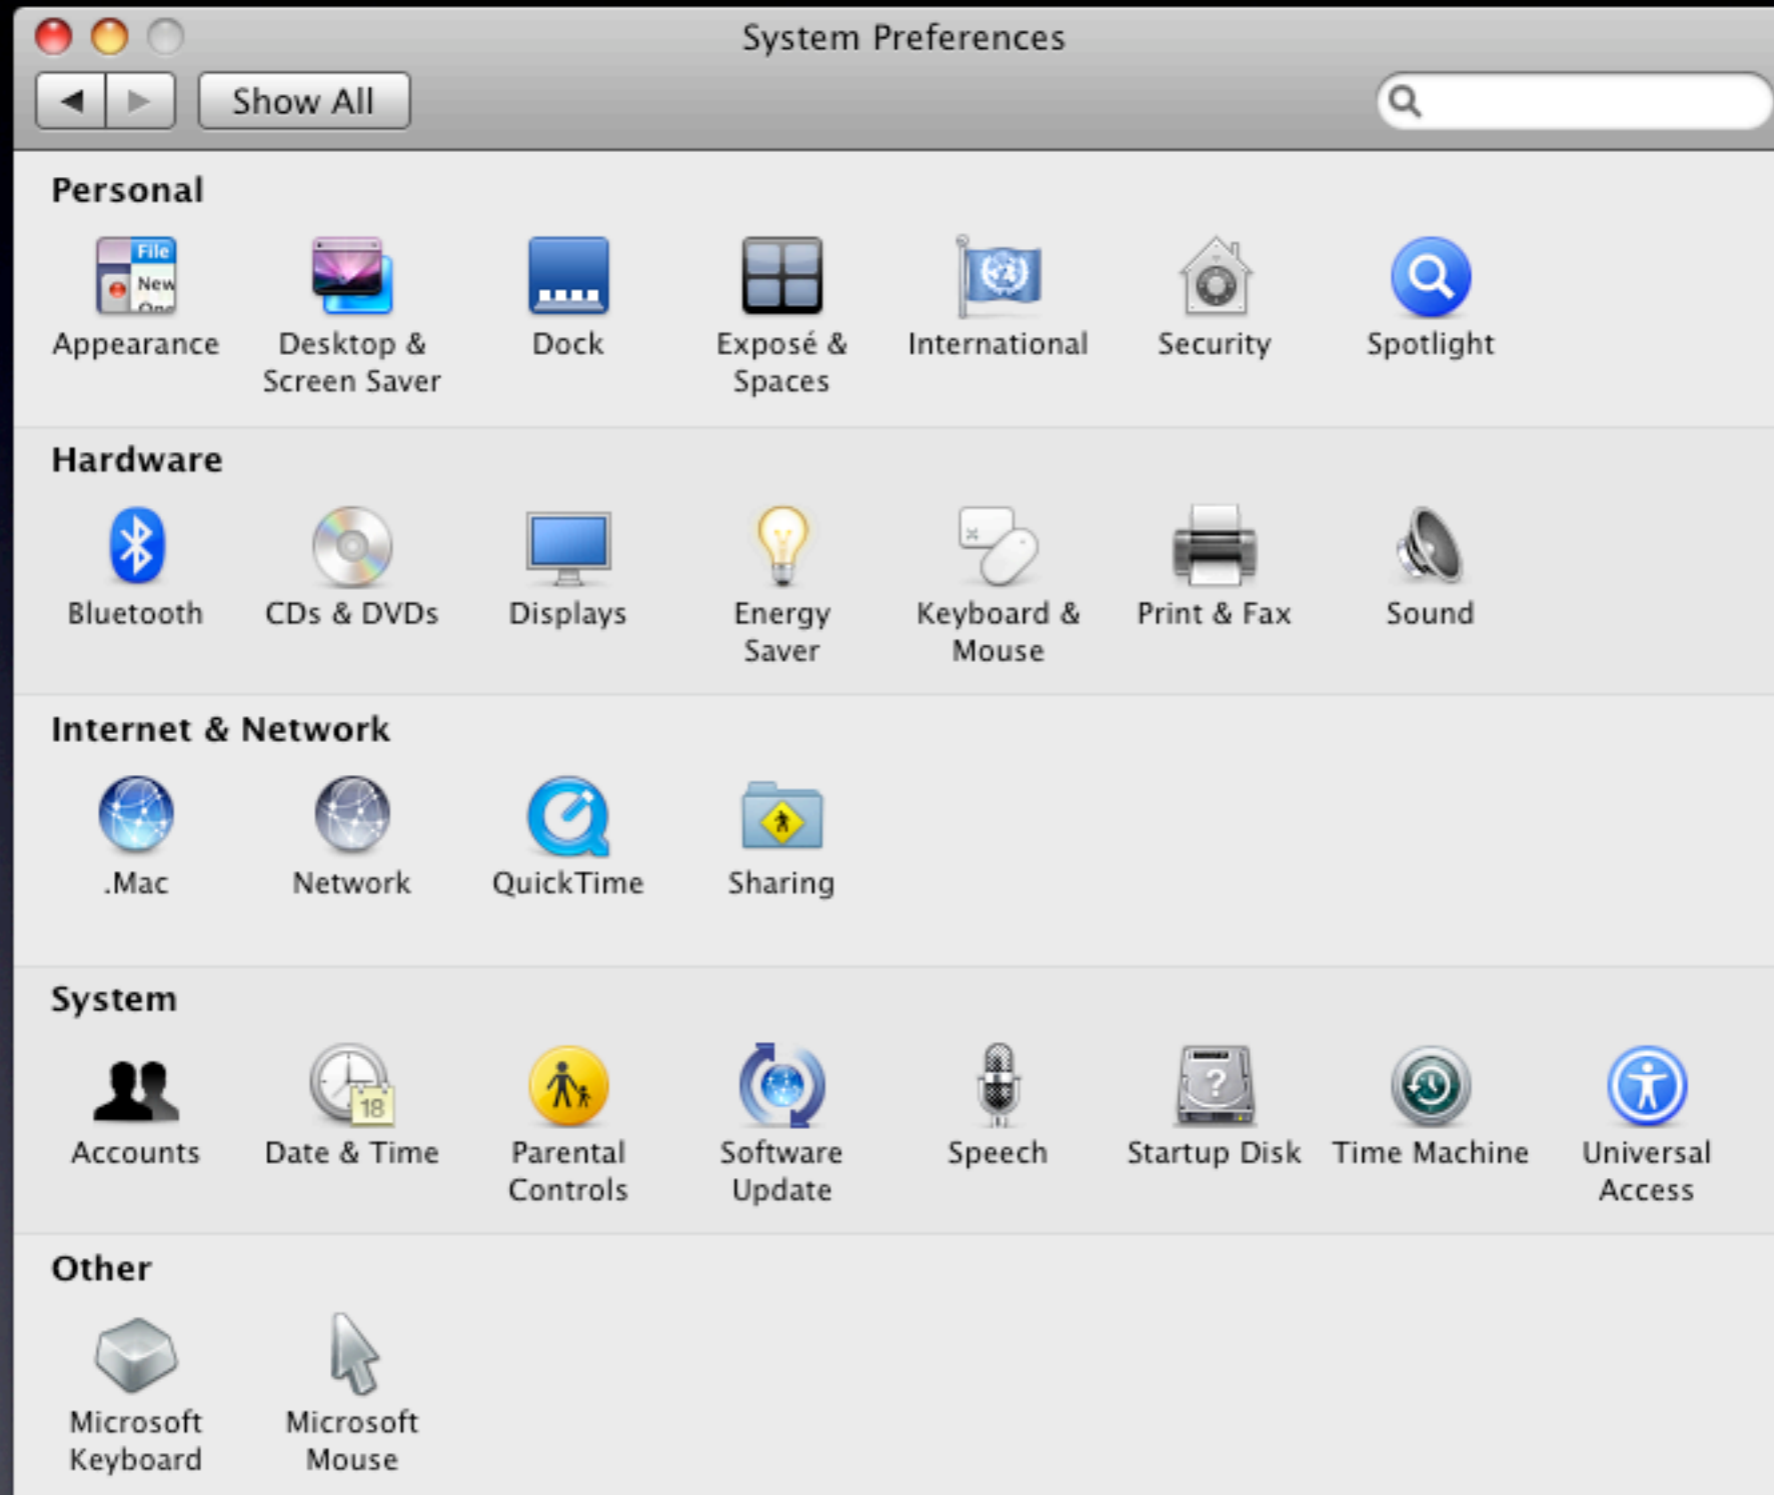 System Preferences
Show All
Personal
File
New
Appearance
Desktop &
Screen Saver
Dock
Exposé &
Spaces
International
Security
Spotlight
Hardware
Bluetooth
CDs & DVDs
Displays
Energy
Saver
Keyboard &
Mouse
Print & Fax
Sound
Internet & Network
.Mac
Network
QuickTime
Sharing
System
18
?
Accounts
Date & Time
Parental
Controls
Software
Update
Speech
Startup Disk
Time Machine
Universal
Access
Other
Microsoft
Keyboard
Microsoft
Mouse